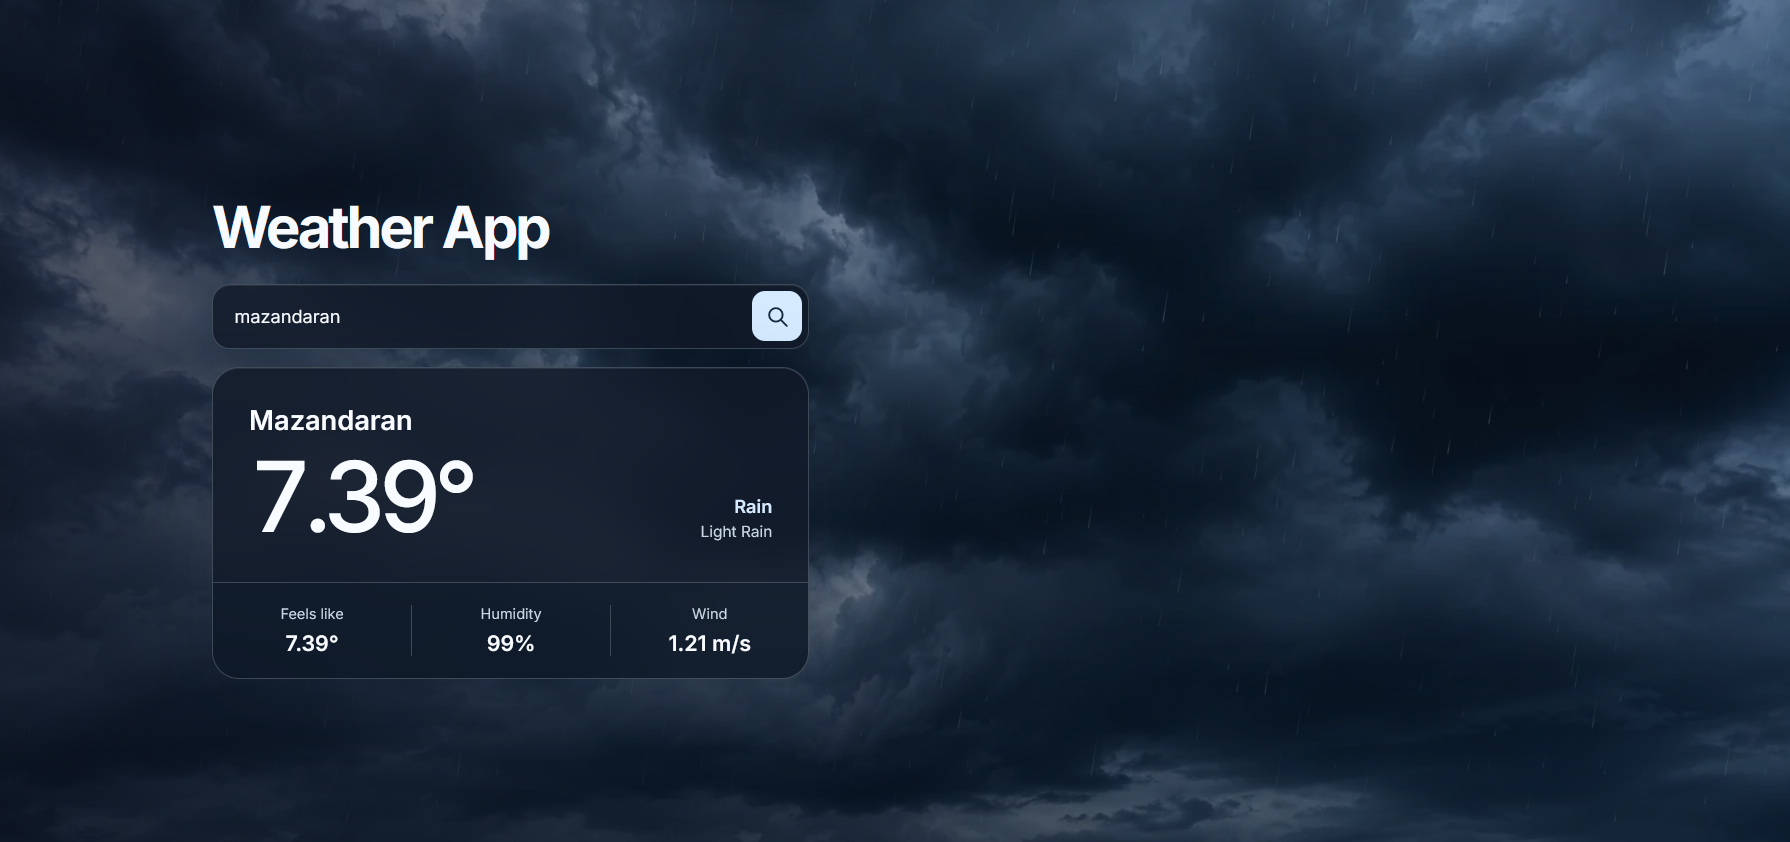 Weather App
mazandaran
Mazandaran
7.39°
Rain
Light Rain
Feels like
7.39°
Humidity
99%
Wind
1.21 m/s